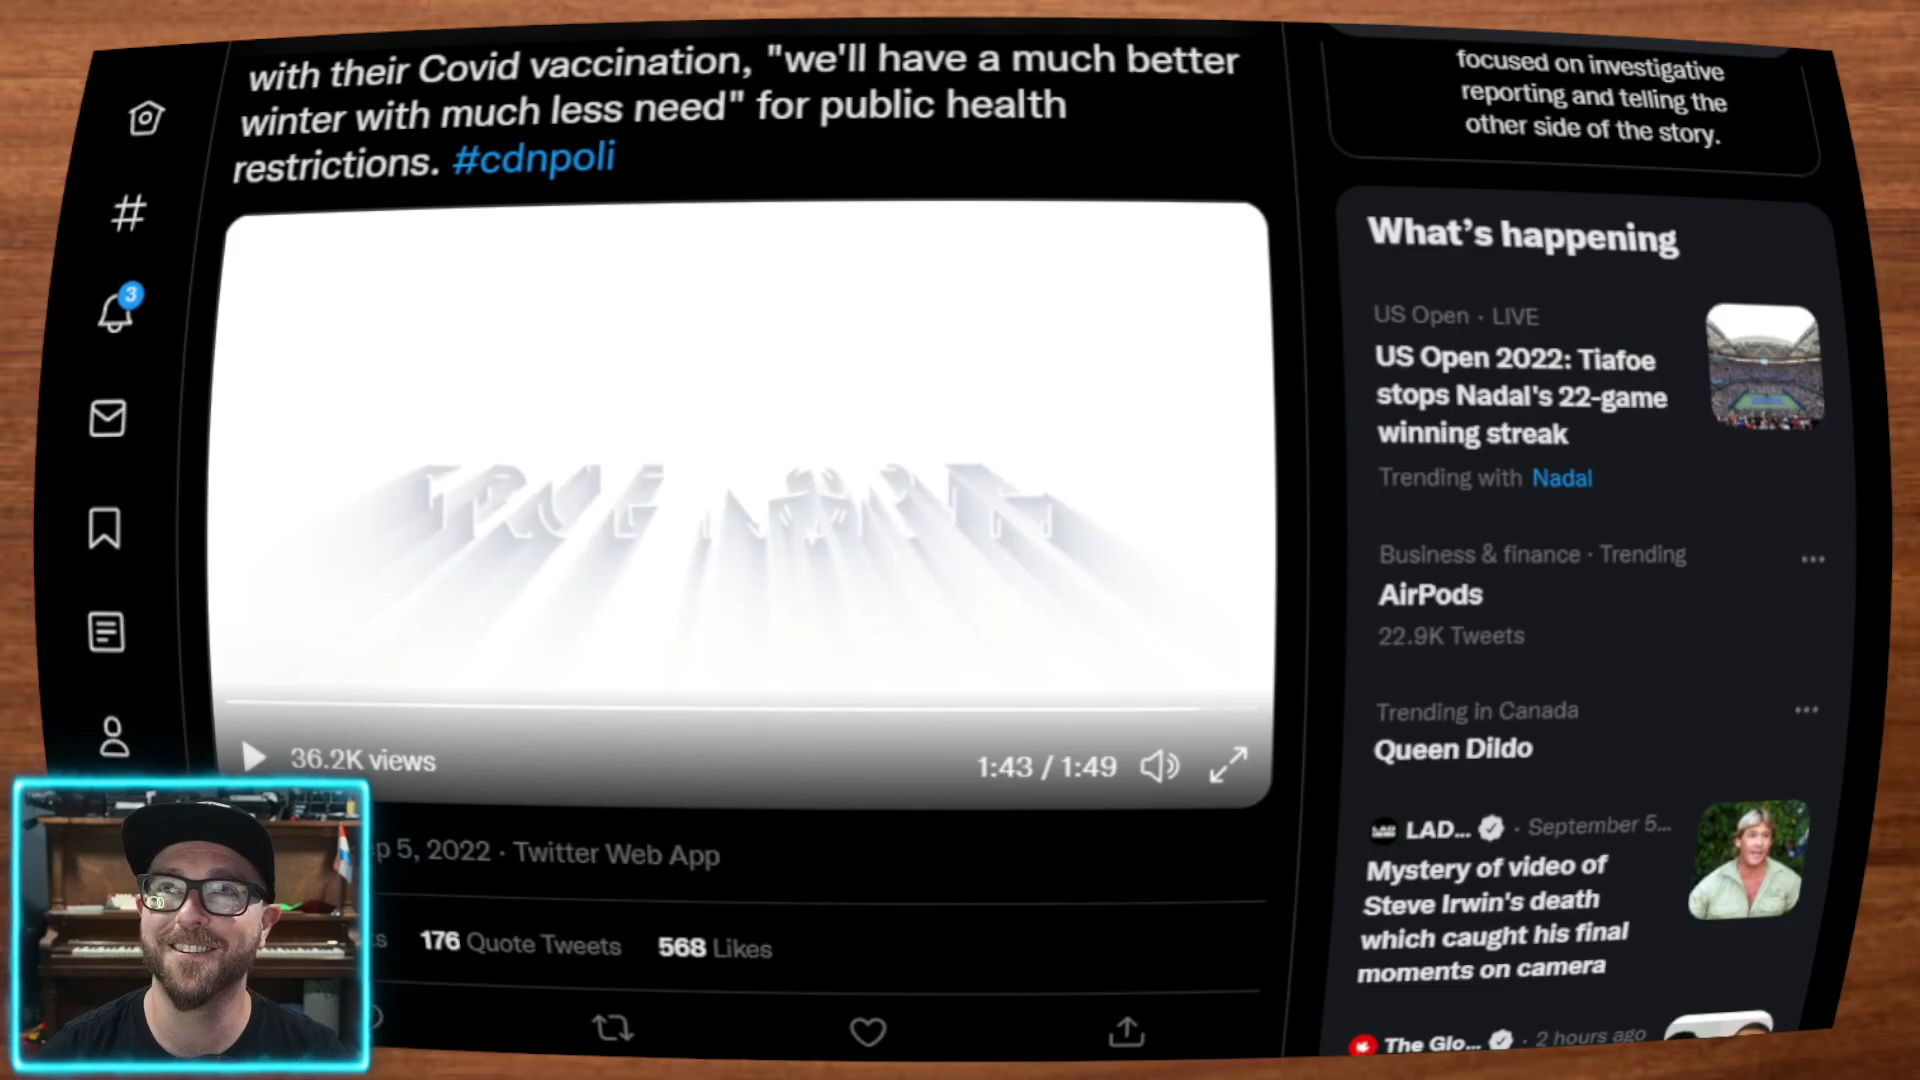 with their Covid vaccination, "we'll have a much better
winter with much less need" for public health
restrictions. #cdnpoli
3
TRUE NORTH
36.2K views
1:43 / 1:49
p 5, 2022 · Twitter Web App
176 Quote Tweets 568 Likes
focused on investigative
reporting and telling the
other side of the story.
What's happening
US Open · LIVE
US Open 2022: Tiafoe
stops Nadal's 22-game
winning streak
Trending with Nadal
Business & finance · Trending
AirPods
22.9K Tweets
Trending in Canada
Queen Dildo
LAD... · September 5...
Mystery of video of
Steve Irwin's death
which caught his final
moments on camera
The Glo... · 2 hours ago